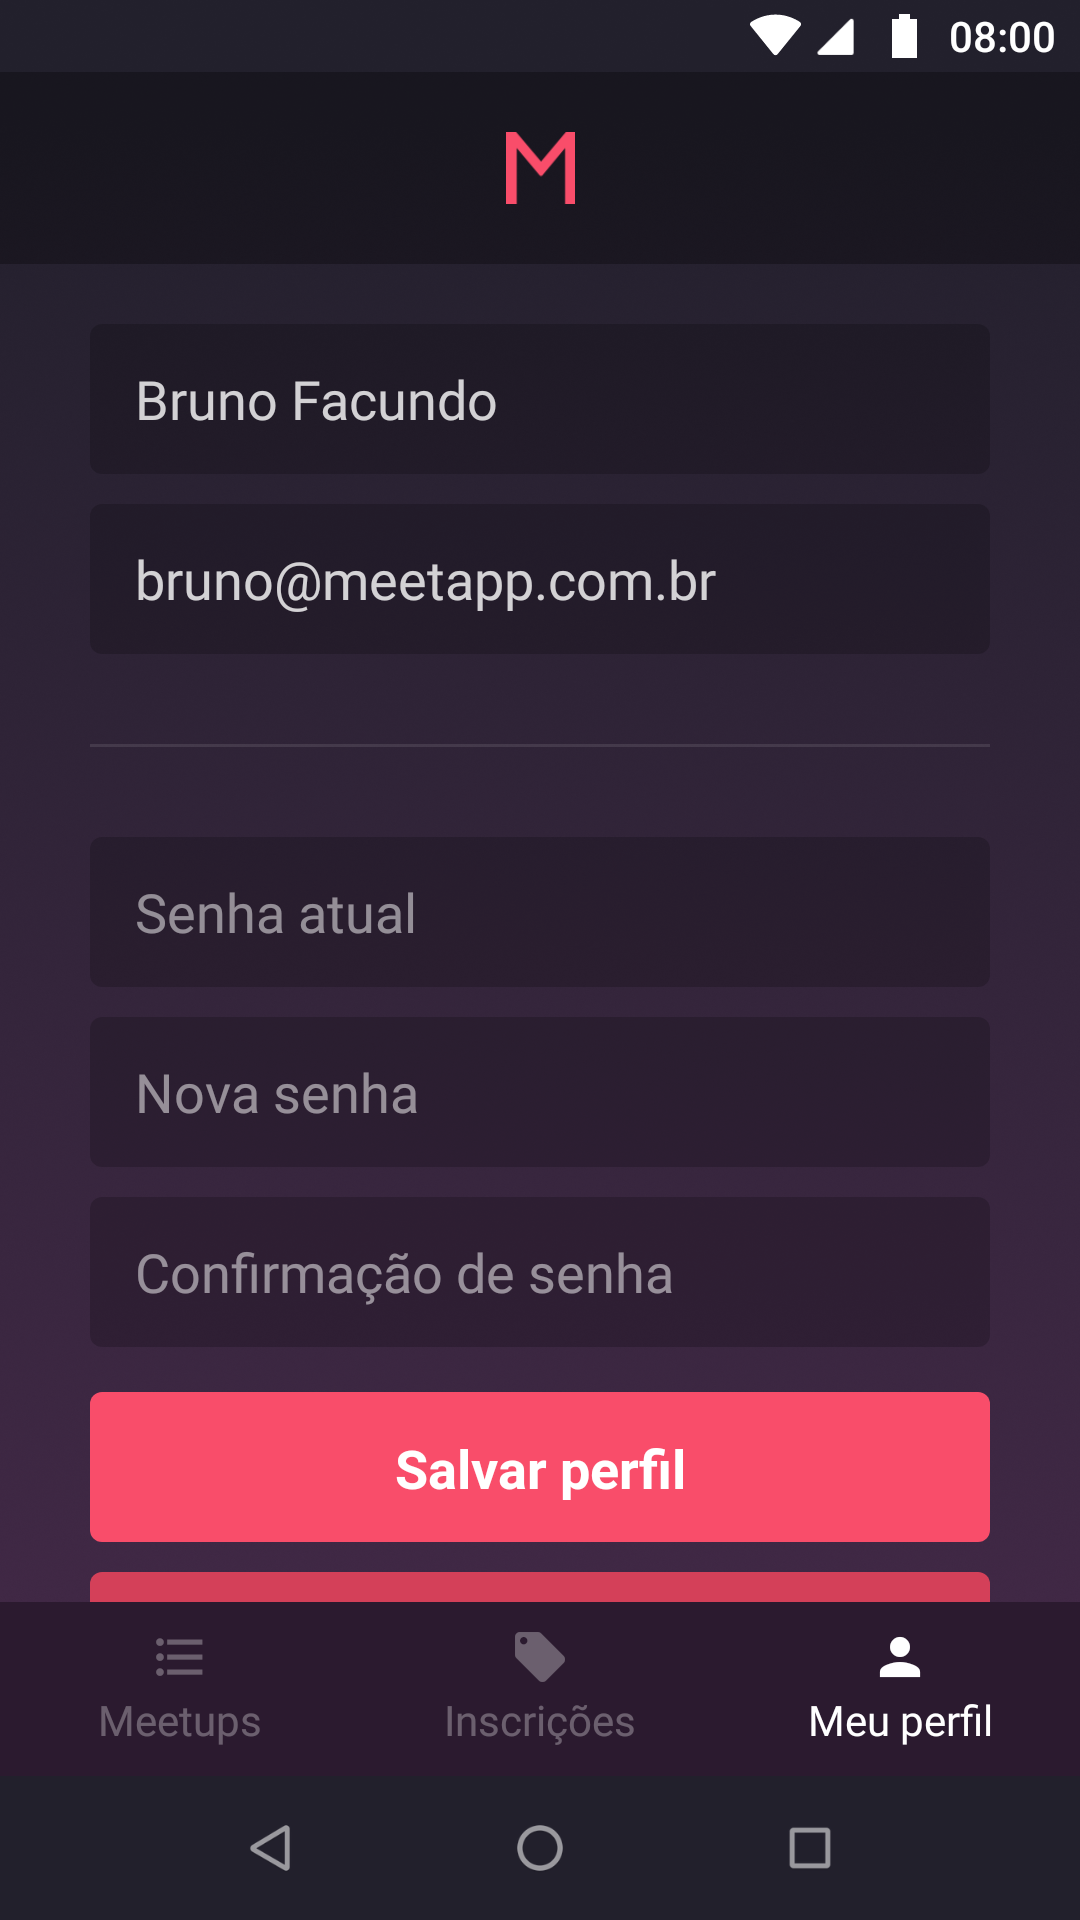 08:00
M
Bruno Facundo
bruno@meetapp.com.br
Senha atual
Nova senha
Confirmação de senha
Salvar perfil
Meetups Inscrições Meu perfil